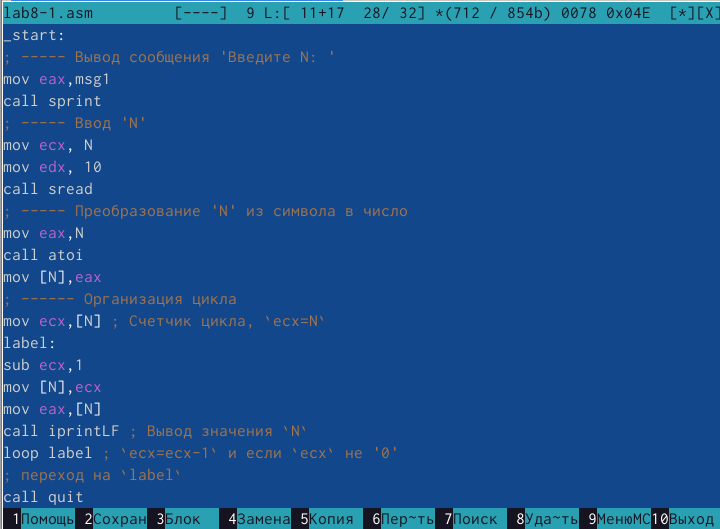 lab8-1.asm [----] 9 L:[ 11+17 28/ 32] *(712 / 854b) 0078 0x04E [*][X]
_start:
; ----- Вывод сообщения 'Введите N: '
mov eax,msg1
call sprint
; ----- Ввод 'N'
mov ecx, N
mov edx, 10
call sread
; ----- Преобразование 'N' из символа в число
mov eax,N
call atoi
mov [N],eax
; ------ Организация цикла
mov ecx,[N] ; Счетчик цикла, `ecx=N`
label:
sub ecx,1
mov [N],ecx
mov eax,[N]
call iprintLF ; Вывод значения `N`
loop label ; `ecx=ecx-1` и если `ecx` не '0'
; переход на `label`
call quit
1Помощь 2Сохран 3Блок 4Замена 5Копия 6Пер~ть 7Поиск 8Уда~ть 9МенюMC 10Выход